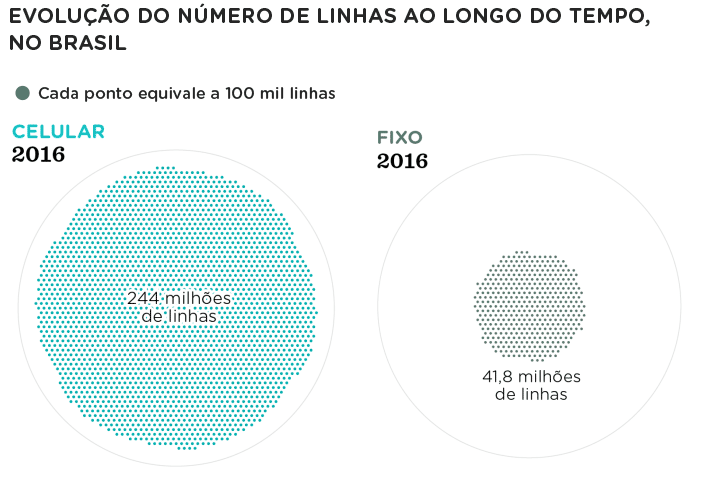 EVOLUÇÃO DO NÚMERO DE LINHAS AO LONGO DO TEMPO,
NO BRASIL
Cada ponto equivale a 100 mil linhas
CELULAR
2016
244 milhões
de linhas
FIXO
2016
41,8 milhões
de linhas